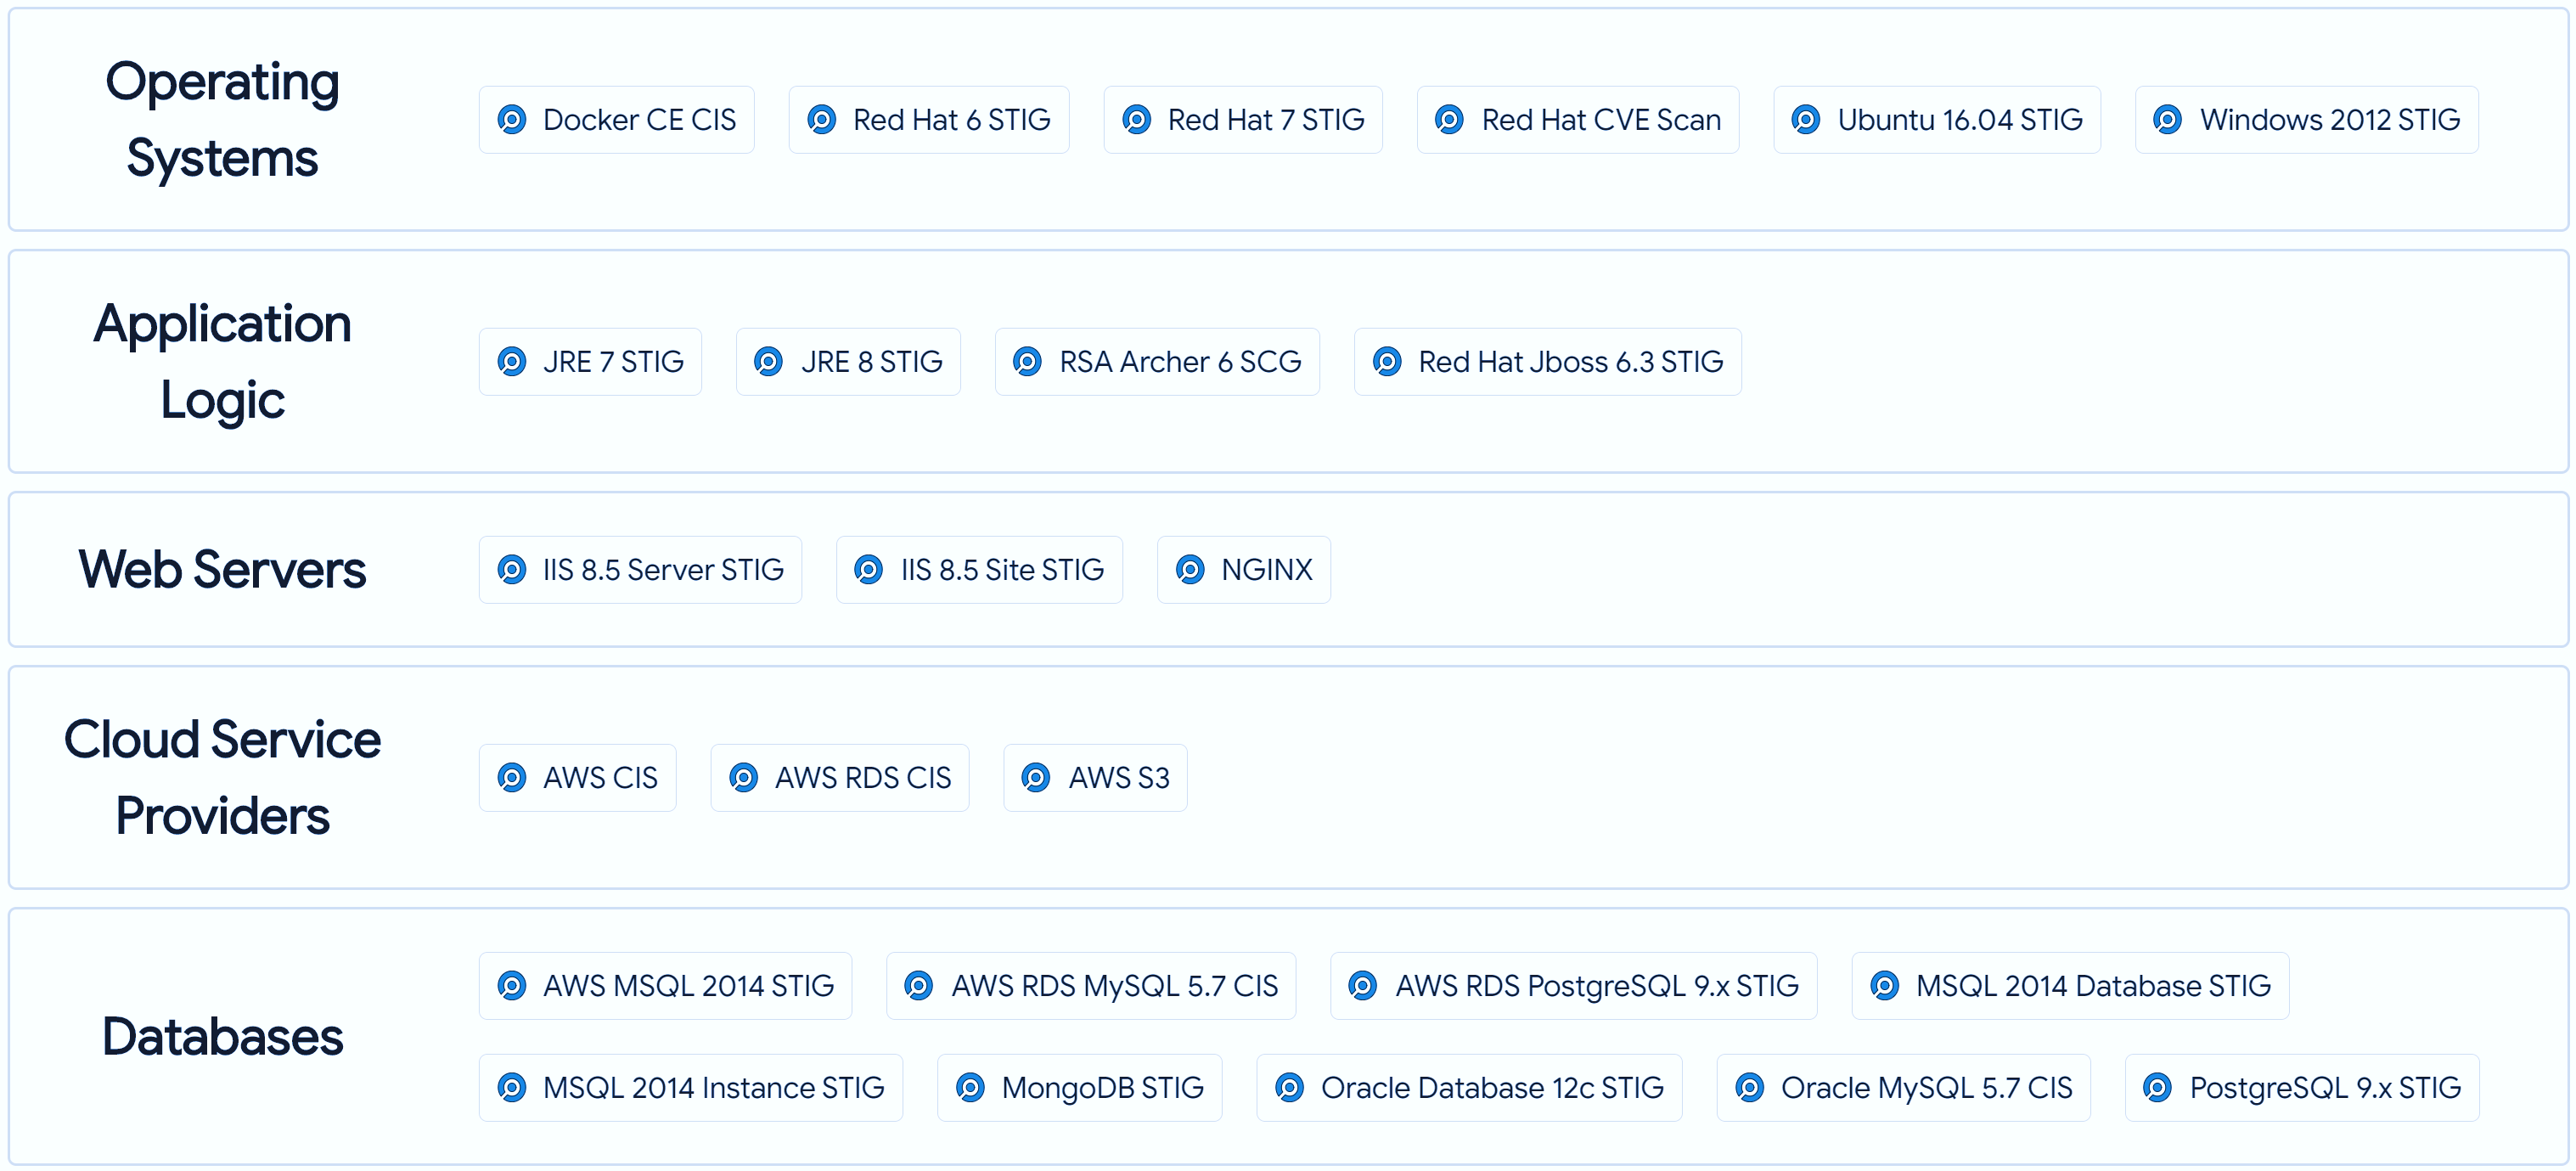 Operating
Systems
Docker CE CIS
Red Hat 6 STIG
Red Hat 7 STIG
Red Hat CVE Scan
Ubuntu 16.04 STIG
Windows 2012 STIG
Application
Logic
JRE 7 STIG
JRE 8 STIG
RSA Archer 6 SCG
Red Hat Jboss 6.3 STIG
Web Servers
IIS 8.5 Server STIG
IIS 8.5 Site STIG
NGINX
Cloud Service
Providers
AWS CIS
AWS RDS CIS
AWS S3
Databases
AWS MSQL 2014 STIG
AWS RDS MySQL 5.7 CIS
AWS RDS PostgreSQL 9.x STIG
MSQL 2014 Database STIG
MSQL 2014 Instance STIG
MongoDB STIG
Oracle Database 12c STIG
Oracle MySQL 5.7 CIS
PostgreSQL 9.x STIG